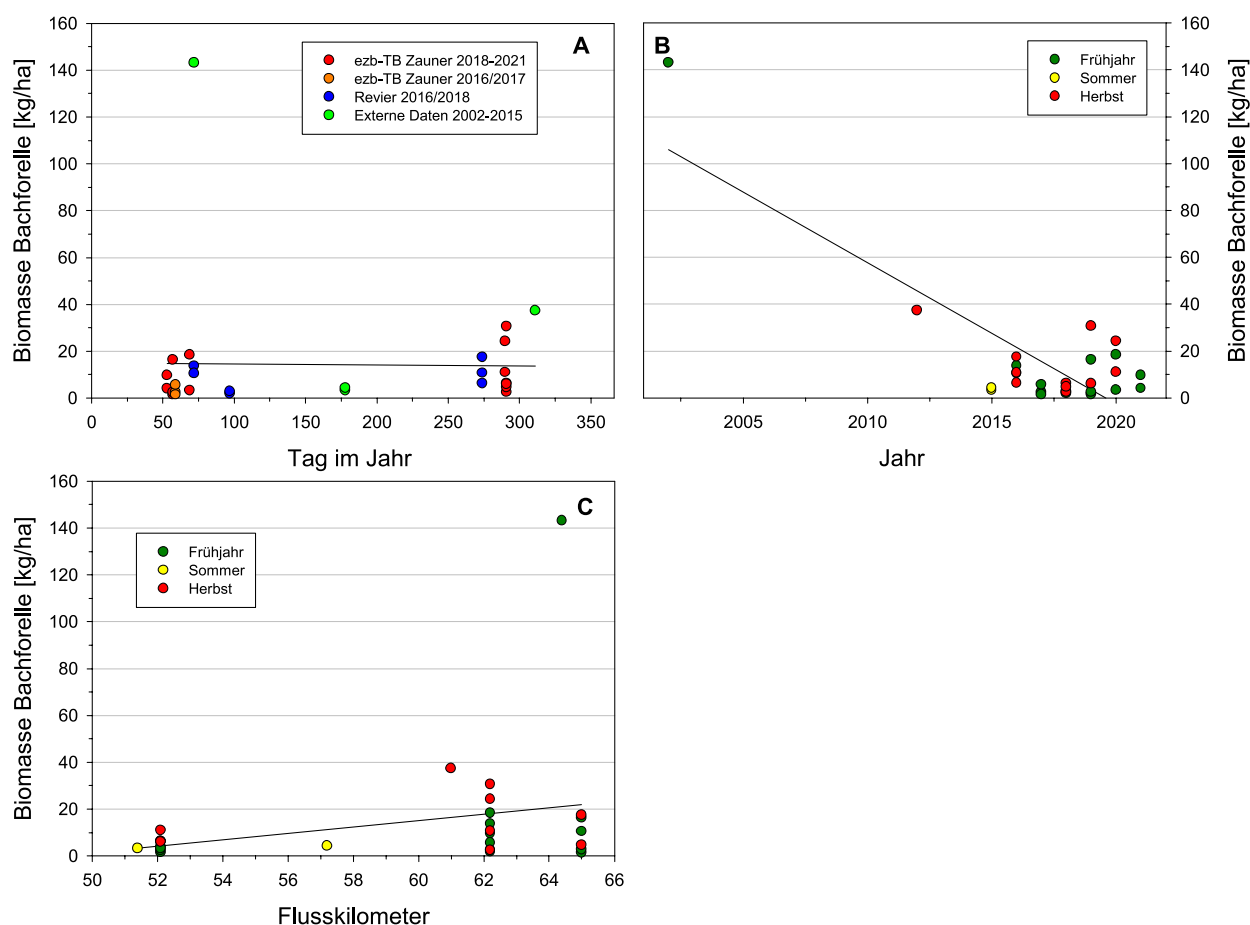 A
Biomasse Bachforelle [kg/ha]
160
140
120
100
80
60
40
20
0
ezb-TB Zauner 2018-2021
ezb-TB Zauner 2016/2017
Revier 2016/2018
Externe Daten 2002-2015
0 50 100 150 200 250 300 350
Tag im Jahr
B
Frühjahr
Sommer
Herbst
160
140
120
100
80
60
40
20
0
Biomasse Bachforelle [kg/ha]
2005 2010 2015 2020
Jahr
C
Biomasse Bachforelle [kg/ha]
160
140
120
100
80
60
40
20
0
Frühjahr
Sommer
Herbst
50 52 54 56 58 60 62 64 66
Flusskilometer